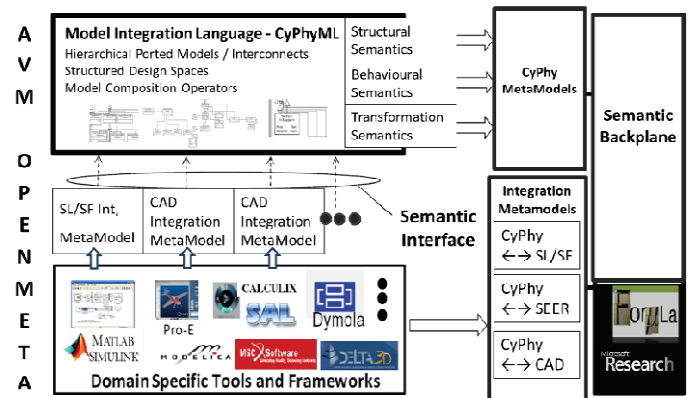 AVM OPENMETA
Model Integration Language - CyPhyML
Hierarchical Ported Models / Interconnects
Structured Design Spaces
Model Composition Operators
Structural
Semantics
Behavioural
Semantics
Transformation
Semantics
CyPhy
MetaModels
Semantic
Backplane
SL/SF Int,
MetaModel
CAD
Integration
MetaModel
CAD
Integration
MetaModel
Semantic
Interface
Integration
Metamodels
CyPhy
←→ SL/SF
CyPhy
←→ SEER
CyPhy
←→ CAD
Pro-E
CALCULIX
SAL
Dymola
MATLAB
SIMULINK
MODELICA
MSC Software
DELTA3D
Domain Specific Tools and Frameworks
Microsoft
Research